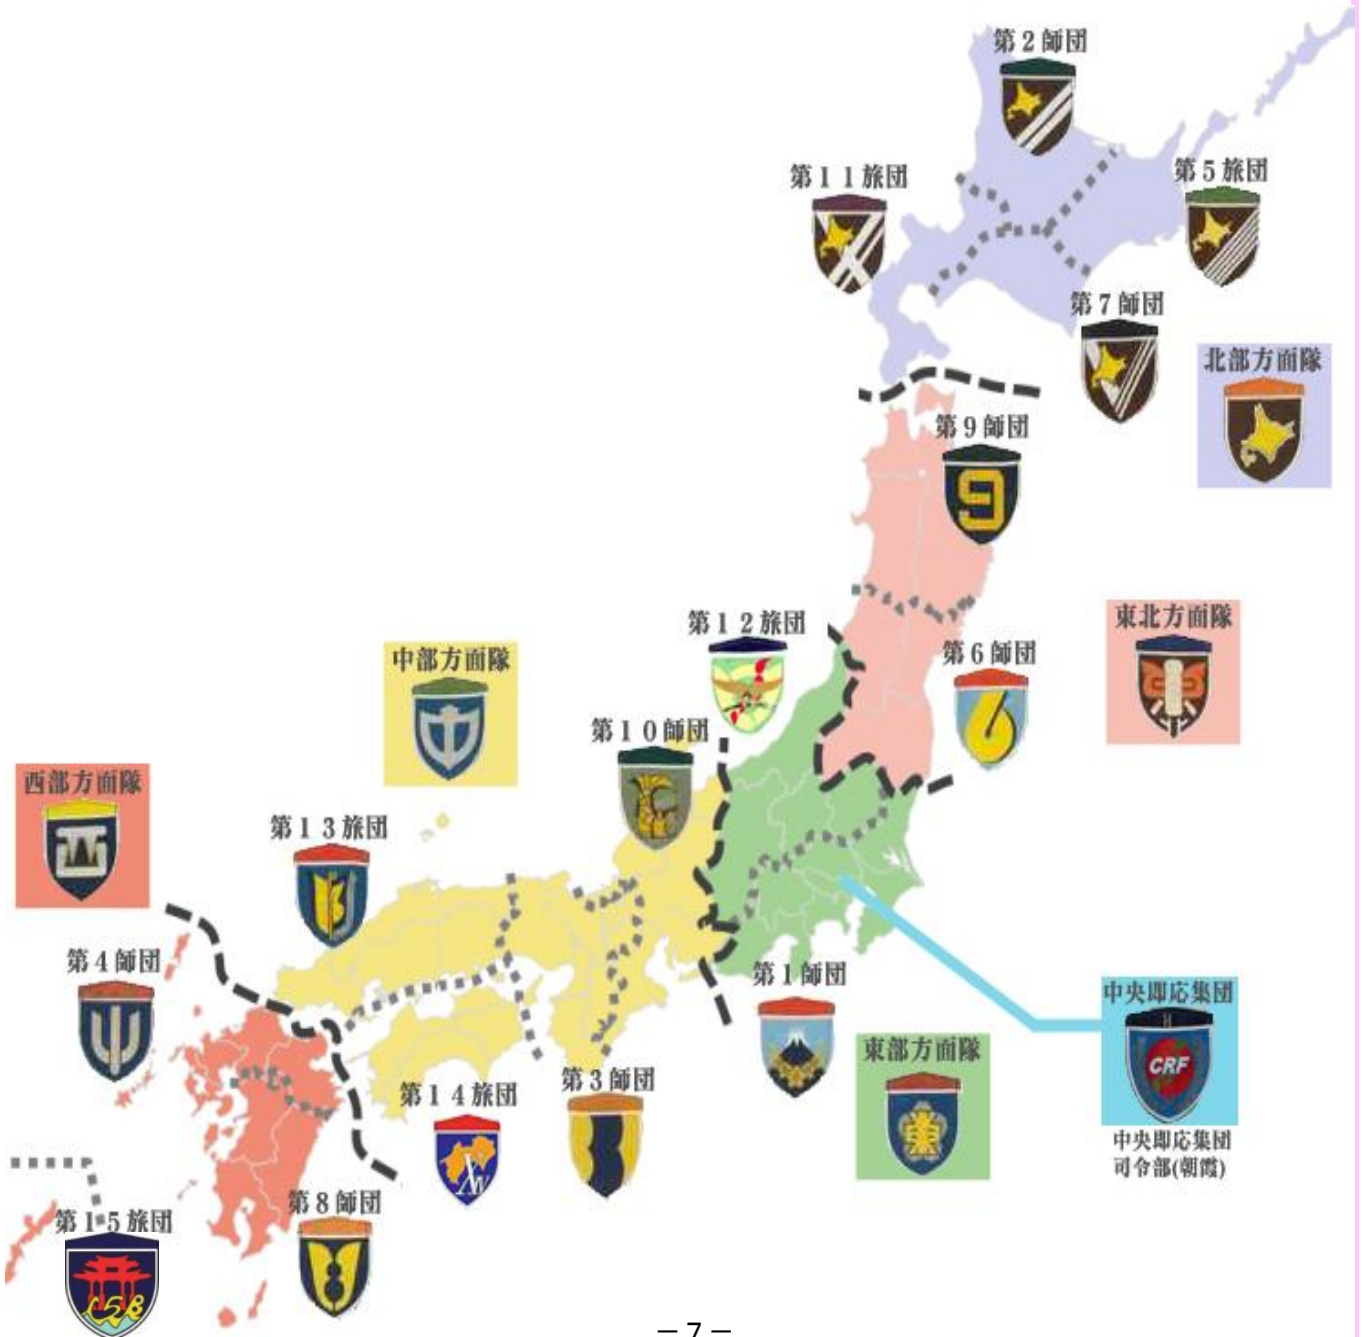 第２師団
第１１旅団
第５旅団
第７師団
北部方面隊
第９師団
9
東北方面隊
第１２旅団
第６師団
6
中部方面隊
第１０師団
西部方面隊
第１３旅団
第４師団
第１師団
中央即応集団
CRF
東部方面隊
東
第３師団
第１４旅団
中央即応集団
司令部(朝霞)
第８師団
第１５旅団
－ 7 －